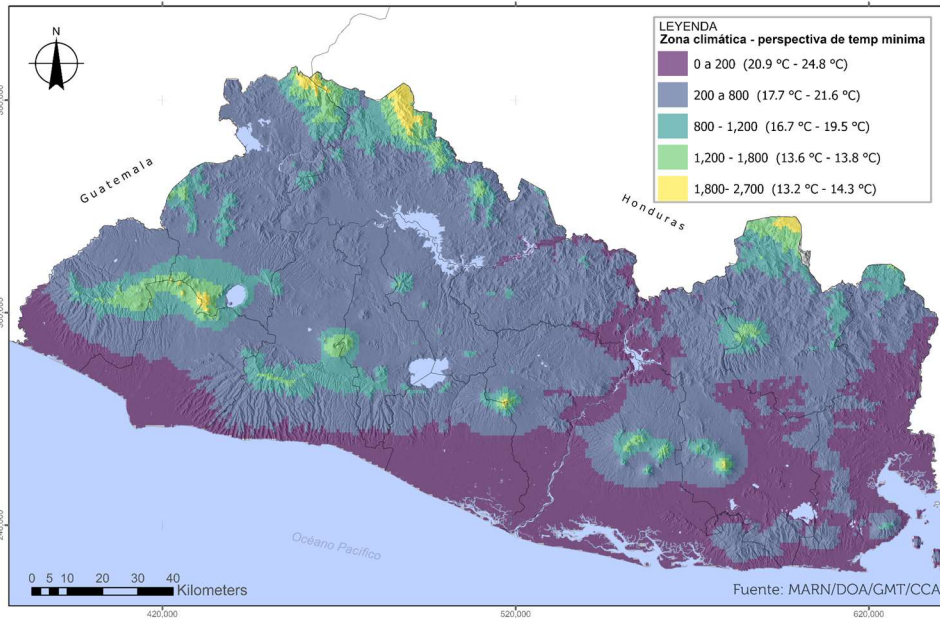 N
LEYENDA
Zona climática - perspectiva de temp minima
0 a 200 (20.9 °C - 24.8 °C)
200 a 800 (17.7 °C - 21.6 °C)
800 - 1,200 (16.7 °C - 19.5 °C)
1,200 - 1,800 (13.6 °C - 13.8 °C)
1,800- 2,700 (13.2 °C - 14.3 °C)
Guatemala
Honduras
Océano Pacífico
0 5 10 20 30 40
Kilometers
Fuente: MARN/DOA/GMT/CCA
420,000 520,000 620,000